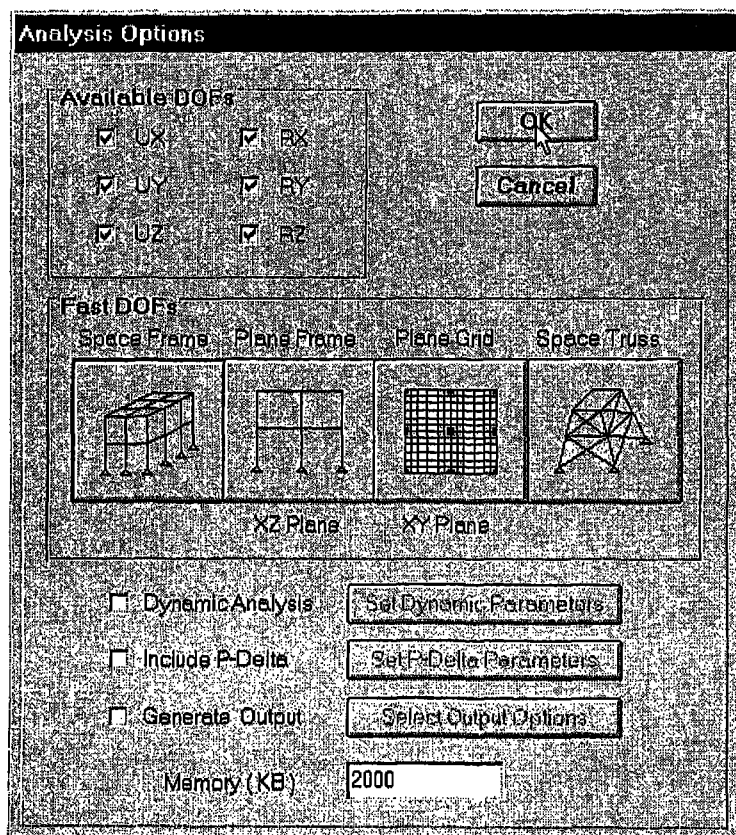 Analysis Options
Available DOFs
UX RX
UY RY
UZ RZ
OK
Cancel
Fast DOFs
Space Frame Plane Frame Plane Grid Space Truss
XZ Plane XY Plane
Dynamic Analysis Set Dynamic Parameters
Include P-Delta Set P-Delta Parameters
Generate Output Select Output Options
Memory (KB) 2000